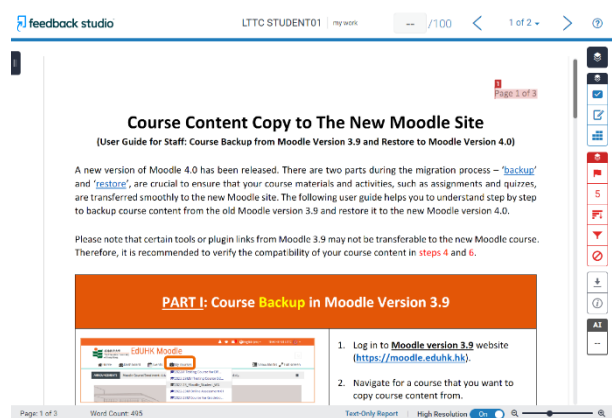 feedback studio
LTTC STUDENT01 my work -- /100 1 of 2
1
Page 1 of 3
Course Content Copy to The New Moodle Site
(User Guide for Staff: Course Backup from Moodle Version 3.9 and Restore to Moodle Version 4.0)
A new version of Moodle 4.0 has been released. There are two parts during the migration process – ‘backup’
and ‘restore’, are crucial to ensure that your course materials and activities, such as assignments and quizzes,
are transferred smoothly to the new Moodle site. The following user guide helps you to understand step by step
to backup course content from the old Moodle version 3.9 and restore it to the new Moodle version 4.0.
Please note that certain tools or plugin links from Moodle 3.9 may not be transferable to the new Moodle course.
Therefore, it is recommended to verify the compatibility of your course content in steps 4 and 6.
5
AI
--
PART I: Course Backup in Moodle Version 3.9
EdUHK Moodle
1. Log in to Moodle version 3.9 website
(https://moodle.eduhk.hk).
2. Navigate for a course that you want to
copy course content from.
Page: 1 of 3 Word Count: 495 Text-Only Report High Resolution On